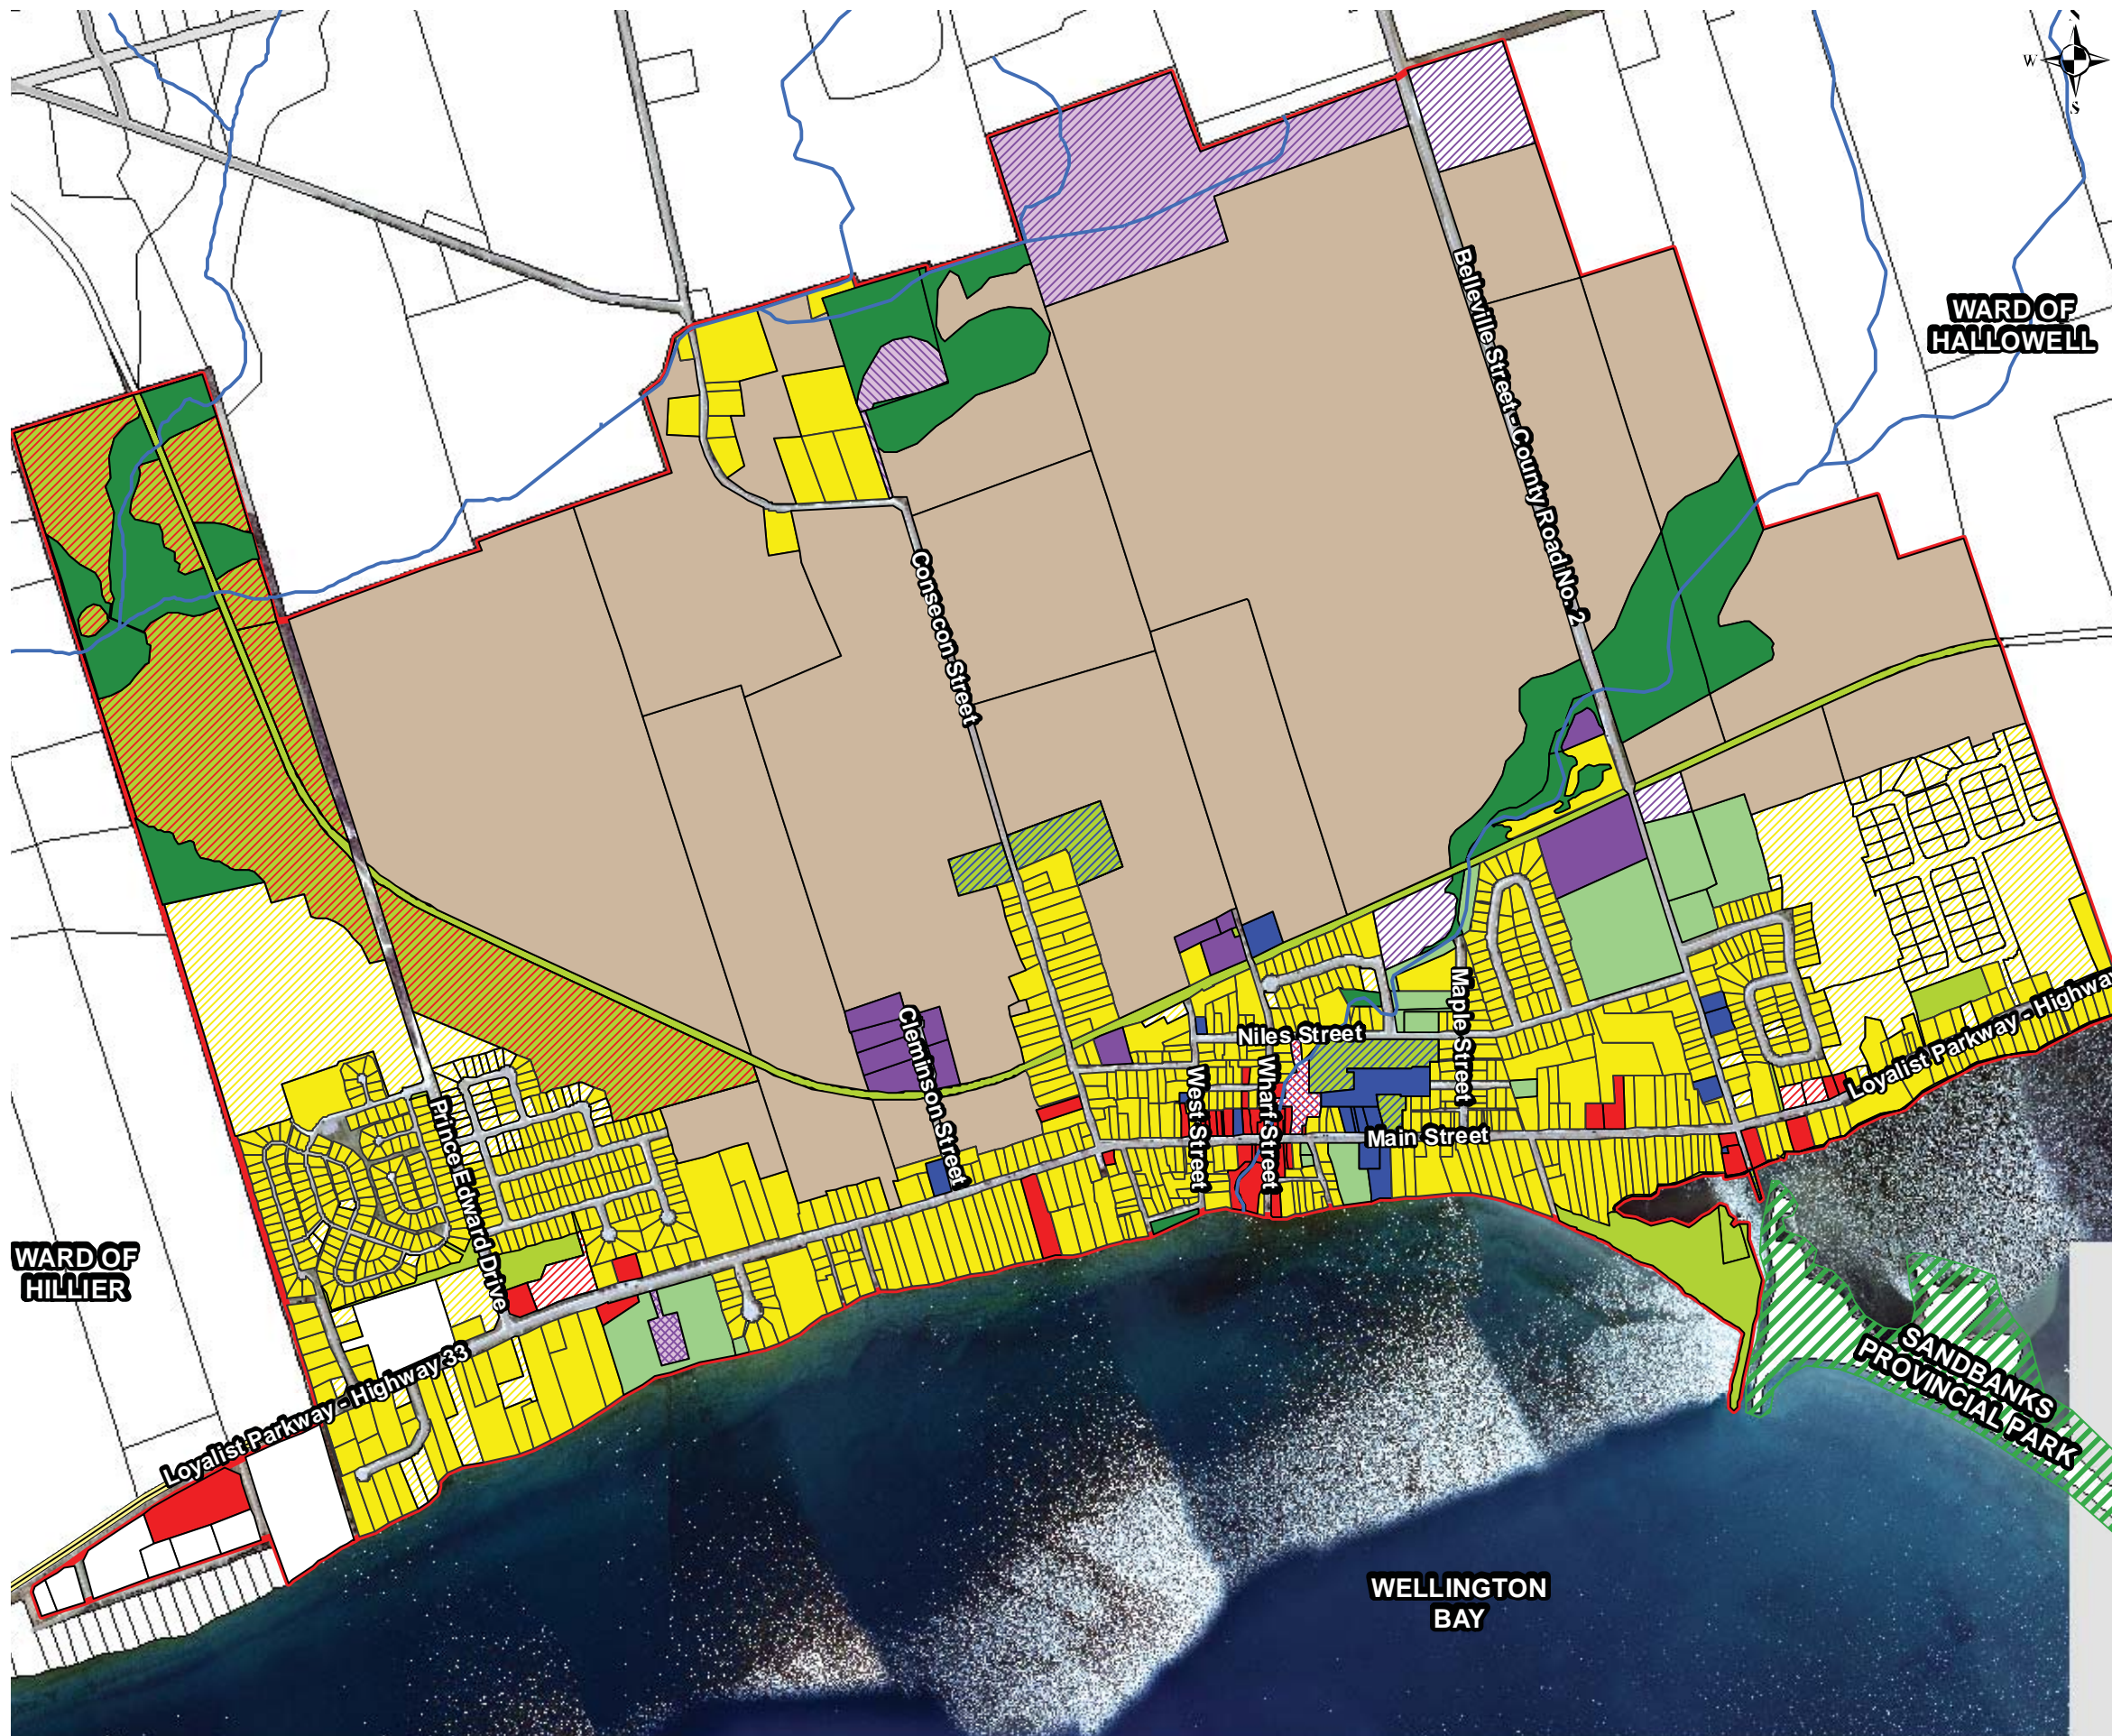 N
W
S
WARD OF
HALLOWELL
Belleville Street - County Road No. 2
Consecon Street
Cleminson Street
Niles Street
Maple Street
West Street
Wharf Street
Main Street
Loyalist Parkway - Highway
Prince Edward Drive
WARD OF
HILLIER
Loyalist Parkway - Highway 33
SANDBANKS
PROVINCIAL PARK
WELLINGTON
BAY